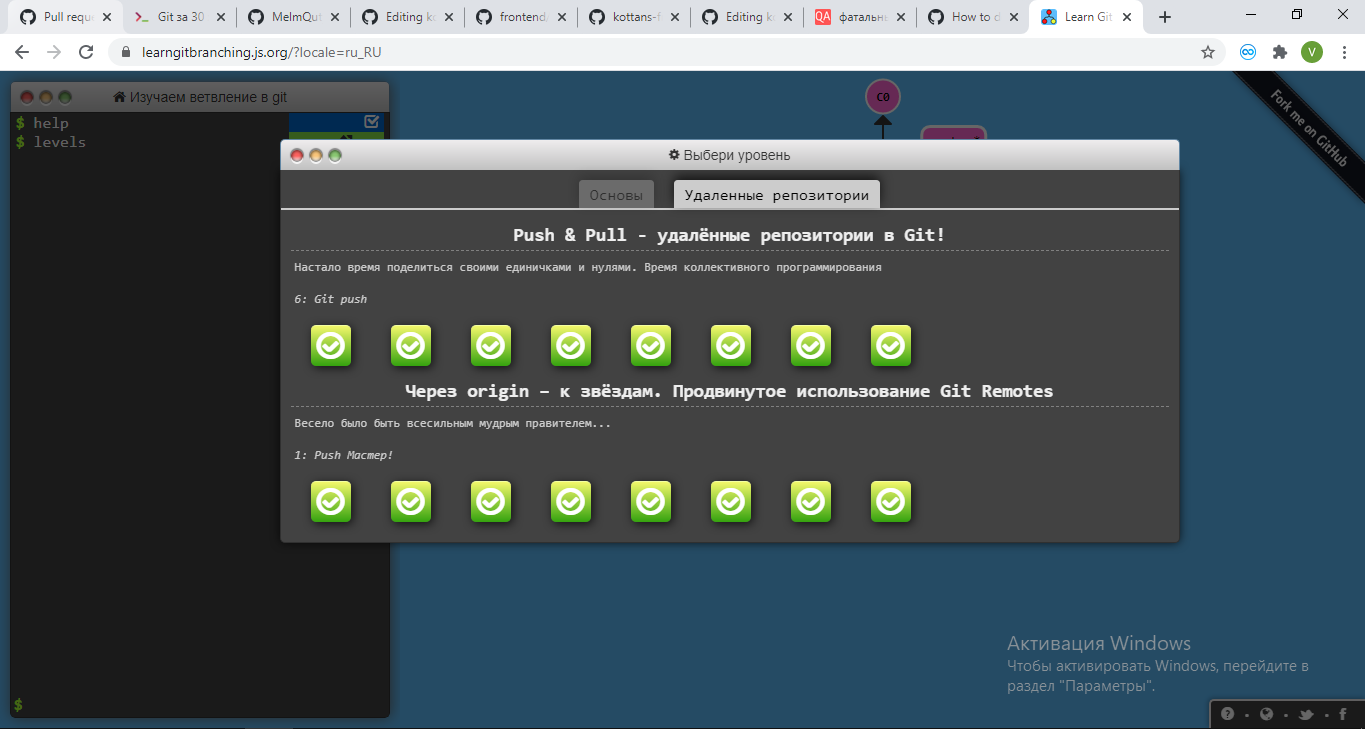 Pull reque
Git за 30
MelmQut
Editing ko
frontend
kottans-f
Editing ko
QA
фатальны
How to d
Learn Git
learngitbranching.js.org/?locale=ru_RU
V
Изучаем ветвление в git
$ help
$ levels
C0
Fork me on GitHub
Выбери уровень
Основы
Удаленные репозитории
Push & Pull - удалённые репозитории в Git!
Настало время поделиться своими единичками и нулями. Время коллективного программирования
6: Git push
Через origin – к звёздам. Продвинутое использование Git Remotes
Весело было быть всесильным мудрым правителем...
1: Push Мастер!
Активация Windows
Чтобы активировать Windows, перейдите в
раздел "Параметры".
$